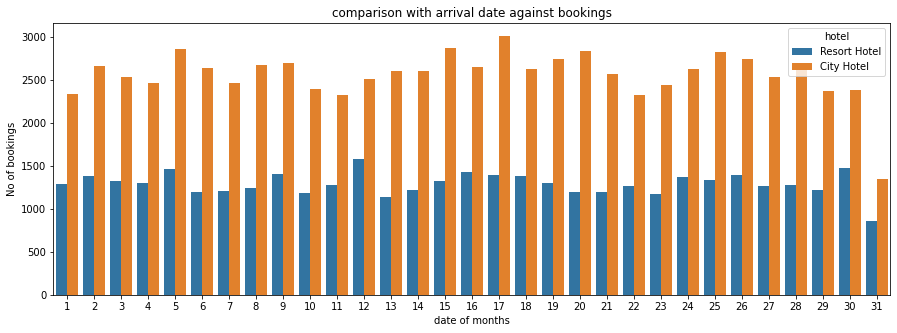 comparison with arrival date against bookings
hotel
Resort Hotel
City Hotel
No of bookings
3000
2500
2000
1500
1000
500
0
1 2 3 4 5 6 7 8 9 10 11 12 13 14 15 16 17 18 19 20 21 22 23 24 25 26 27 28 29 30 31
date of months